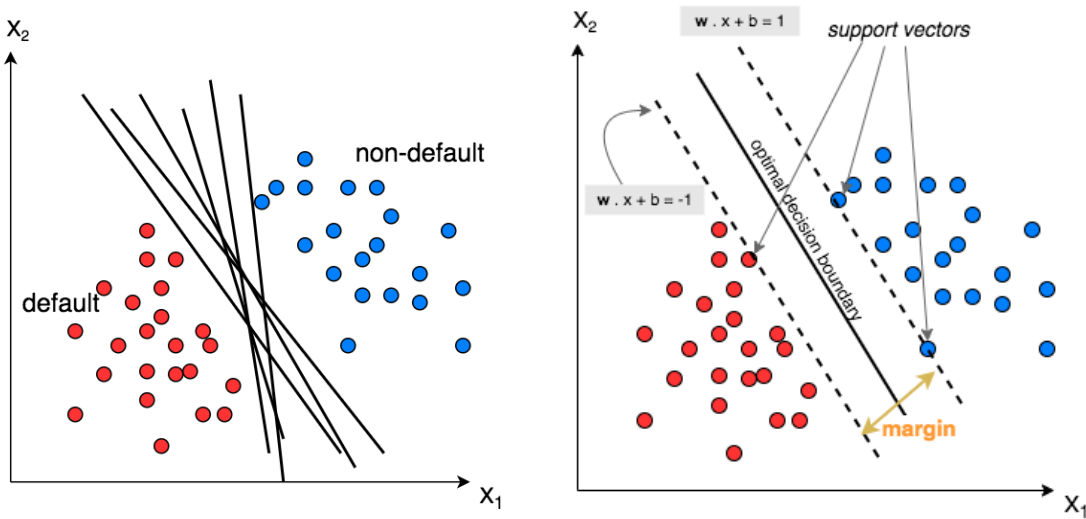 X2
non-default
default
X1
X2
w . x + b = 1
support vectors
optimal decision boundary
w . x + b = -1
margin
X1